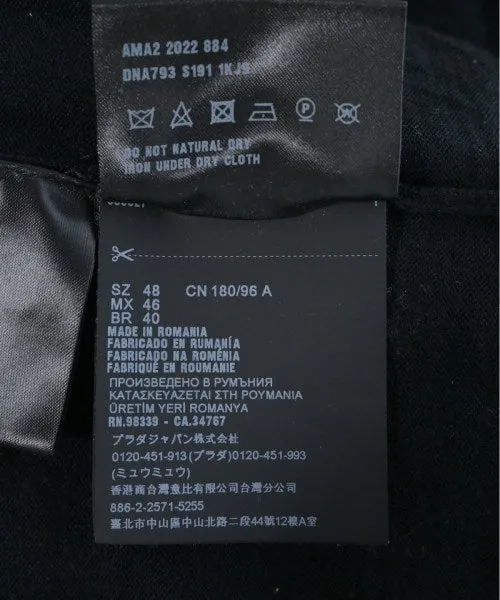 AMA2 2022 884
DNA793 S191 1KJ9
DO NOT NATURAL DRY
IRON UNDER DRY CLOTH
SZ 48 CN 180/96 A
MX 46
BR 40
MADE IN ROMANIA
FABRICADO EN RUMANÍA
FABRICADO NA ROMÉNIA
FABRIQUÉ EN ROUMANIE
ПРОИЗВЕДЕНО В РУМЪНИЯ
ΚΑΤΑΣΚΕΥΑΖΕΤΑΙ ΣΤΗ ΡΟΥΜΑΝΙΑ
ÜRETİM YERİ ROMANYA
RN.98339 - CA.34767
プラダジャパン株式会社
0120-451-913(プラダ)0120-451-993
(ミュウミュウ)
香港商台灣意比有限公司台灣分公司
886-2-2571-5255
臺北市中山區中山北路二段44號12樓A室